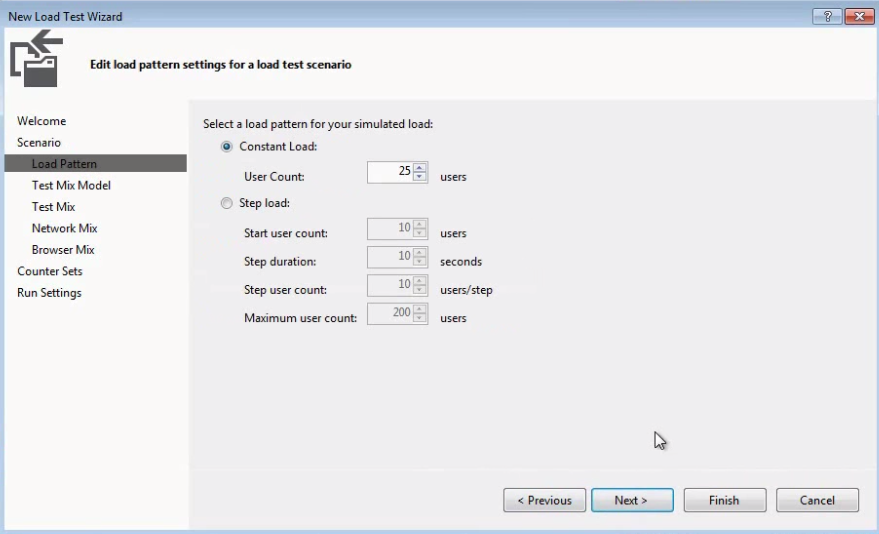 New Load Test Wizard
?
Edit load pattern settings for a load test scenario
Welcome
Scenario
Load Pattern
Test Mix Model
Test Mix
Network Mix
Browser Mix
Counter Sets
Run Settings
Select a load pattern for your simulated load:
Constant Load:
User Count: 25 users
Step load:
Start user count: 10 users
Step duration: 10 seconds
Step user count: 10 users/step
Maximum user count: 200 users
< Previous Next > Finish Cancel